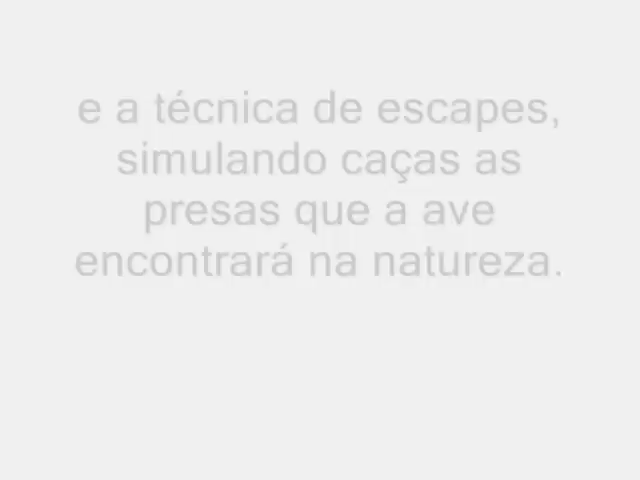 e a técnica de escapes,
simulando caças as
presas que a ave
encontrará na natureza.